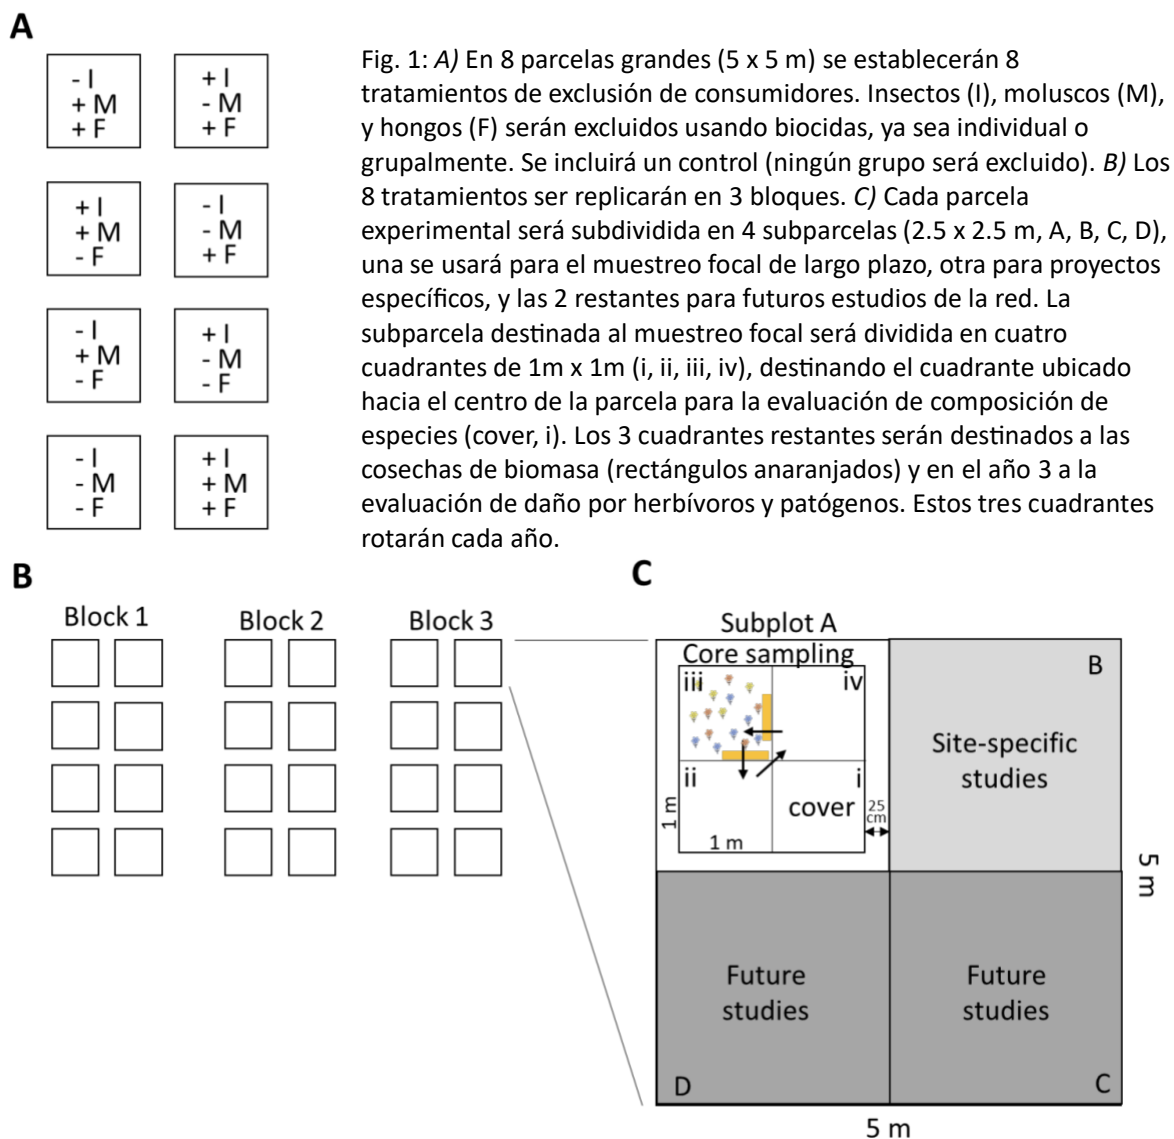 A
- I
+ M
+ F
+ I
- M
+ F
+ I
+ M
- F
- I
- M
+ F
- I
+ M
- F
+ I
- M
- F
- I
- M
- F
+ I
+ M
+ F
Fig. 1: A) En 8 parcelas grandes (5 x 5 m) se establecerán 8
tratamientos de exclusión de consumidores. Insectos (I), moluscos (M),
y hongos (F) serán excluidos usando biocidas, ya sea individual o
grupalmente. Se incluirá un control (ningún grupo será excluido). B) Los
8 tratamientos ser replicarán en 3 bloques. C) Cada parcela
experimental será subdividida en 4 subparcelas (2.5 x 2.5 m, A, B, C, D),
una se usará para el muestreo focal de largo plazo, otra para proyectos
específicos, y las 2 restantes para futuros estudios de la red. La
subparcela destinada al muestreo focal será dividida en cuatro
cuadrantes de 1m x 1m (i, ii, iii, iv), destinando el cuadrante ubicado
hacia el centro de la parcela para la evaluación de composición de
especies (cover, i). Los 3 cuadrantes restantes serán destinados a las
cosechas de biomasa (rectángulos anaranjados) y en el año 3 a la
evaluación de daño por herbívoros y patógenos. Estos tres cuadrantes
rotarán cada año.
B
Block 1
Block 2
Block 3
C
Subplot A
Core sampling
iii
iv
ii
i
cover
1 m
1 m
25
cm
B
Site-specific
studies
5 m
Future
studies
D
Future
studies
C
5 m